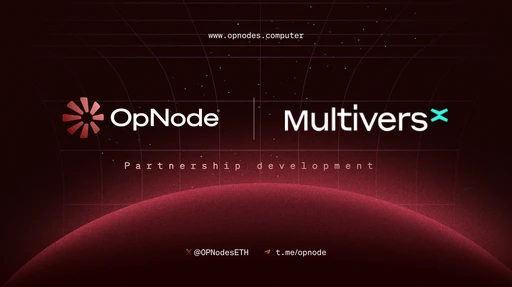 www.opnodes.computer
OpNode
MultiversX
Partnership development
@OPNodesETH
t.me/opnode